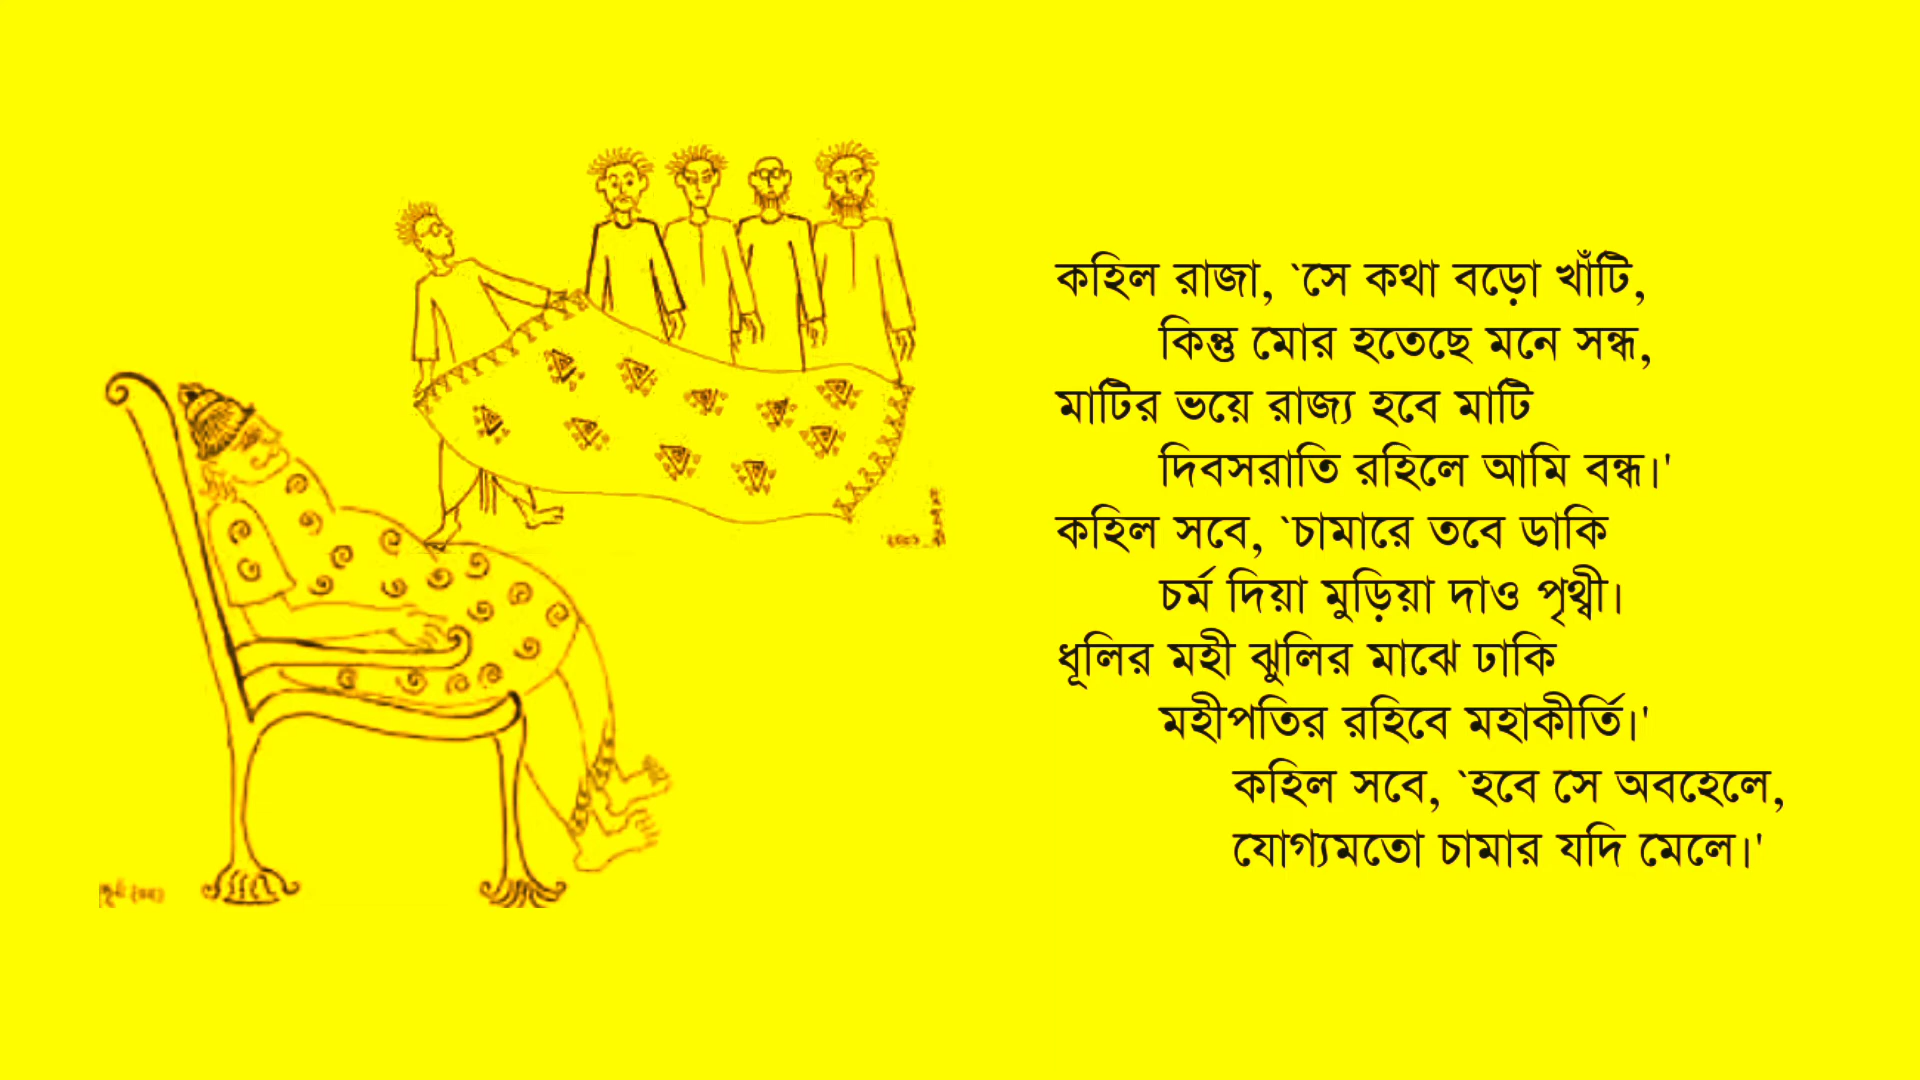 কহিল রাজা, `সে কথা বড়ো খাঁটি,
কিন্তু মোর হতেছে মনে সন্ধ,
মাটির ভয়ে রাজ্য হবে মাটি
দিবসরাতি রহিলে আমি বন্ধ।'
কহিল সবে, `চামারে তবে ডাকি
চর্ম দিয়া মুড়িয়া দাও পৃথ্বী।
ধূলির মহী ঝুলির মাঝে ঢাকি
মহীপতির রহিবে মহাকীর্তি।'
কহিল সবে, `হবে সে অবহেলে,
যোগ্যমতো চামার যদি মেলে।'